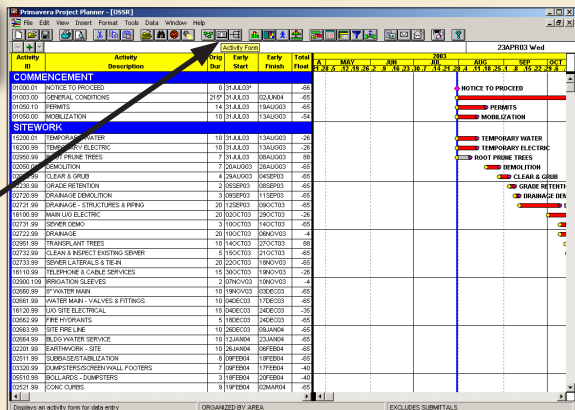 Primavera Project Planner - [OSSR]
File Edit View Insert Format Tools Data Window Help
Activity Form
23APR03 Wed
Activity ID Activity Description Orig Dur Early Start Early Finish Total Float
2003
A MAY JUN JUL AUG SEP OCT
COMMENCEMENT
01000.01 NOTICE TO PROCEED 0 31JUL03* -66 NOTICE TO PROCEED
01003.00 GENERAL CONDITIONS 215* 31JUL03 02JUN04 -65
01050.10 PERMITS 14 31JUL03 19AUG03 -65 PERMITS
01050.00 MOBILIZATION 10 31JUL03 13AUG03 -54 MOBILIZATION
SITEWORK
15200.01 TEMPORARY WATER 10 31JUL03 13AUG03 -26 TEMPORARY WATER
16200.99 TEMPORARY ELECTRIC 10 31JUL03 13AUG03 -26 TEMPORARY ELECTRIC
02950.99 ROOT PRUNE TREES 7 31JUL03 08AUG03 88 ROOT PRUNE TREES
DEMOLITION 7 20AUG03 28AUG03 -65 DEMOLITION
CLEAR & GRUB 4 29AUG03 04SEP03 -65 CLEAR & GRUB
02230.99 GRADE RETENTION 2 05SEP03 08SEP03 -65 GRADE RETENTI
02720.99 DRAINAGE DEMOLITION 3 09SEP03 11SEP03 -65 DRAINAGE DEM
02721.99 DRAINAGE - STRUCTURES & PIPING 20 12SEP03 09OCT03 -65
16100.99 MAIN U/G ELECTRIC 20 02OCT03 29OCT03 -26
02731.99 SEWER DEMO 3 10OCT03 14OCT03 -65
02722.99 DRAINAGE 20 10OCT03 06NOV03 -4
02951.99 TRANSPLANT TREES 10 14OCT03 27OCT03 88
02732.99 CLEAN & INSPECT EXISTING SEWER 5 15OCT03 21OCT03 -65
02733.99 SEWER LATERALS & TIE-IN 20 22OCT03 18NOV03 -65
16110.99 TELEPHONE & CABLE SERVICES 15 30OCT03 19NOV03 -26
02900.109 IRRIGATION SLEEVES 2 07NOV03 10NOV03 -4
02660.99 8" WATER MAIN 10 19NOV03 03DEC03 -65
02661.99 WATER MAIN - VALVES & FITTINGS 10 04DEC03 17DEC03 -65
16120.99 U/G SITE ELECTRICAL 15 04DEC03 24DEC03 -35
02662.99 FIRE HYDRANTS 5 18DEC03 24DEC03 -65
02663.99 SITE FIRE LINE 10 26DEC03 09JAN04 -65
02664.99 BLDG WATER SERVICE 10 12JAN04 23JAN04 -65
02201.99 EARTHWORK - SITE 10 26JAN04 06FEB04 -65
02511.99 SUBBASE/STABILIZATION 8 09FEB04 18FEB04 -65
03320.99 DUMPSTERS/SCREEN WALL FOOTERS 7 09FEB04 17FEB04 -40
05510.99 BOLLARDS - DUMPSTERS 3 18FEB04 20FEB04 -40
02521.99 CONC CURBS 9 19FEB04 02MAR04 -65
Displays an activity form for data entry ORGANIZED BY AREA EXCLUDES SUBMITTALS